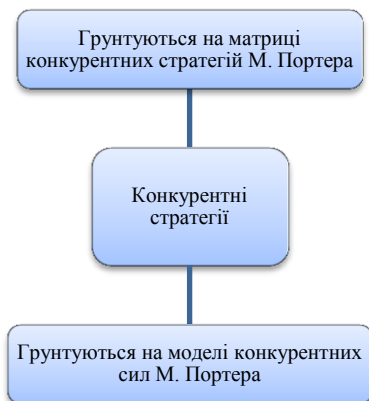 Грунтуються на матриці
конкурентних стратегій М. Портера
Конкурентні
стратегії
Грунтуються на моделі конкурентних
сил М. Портера